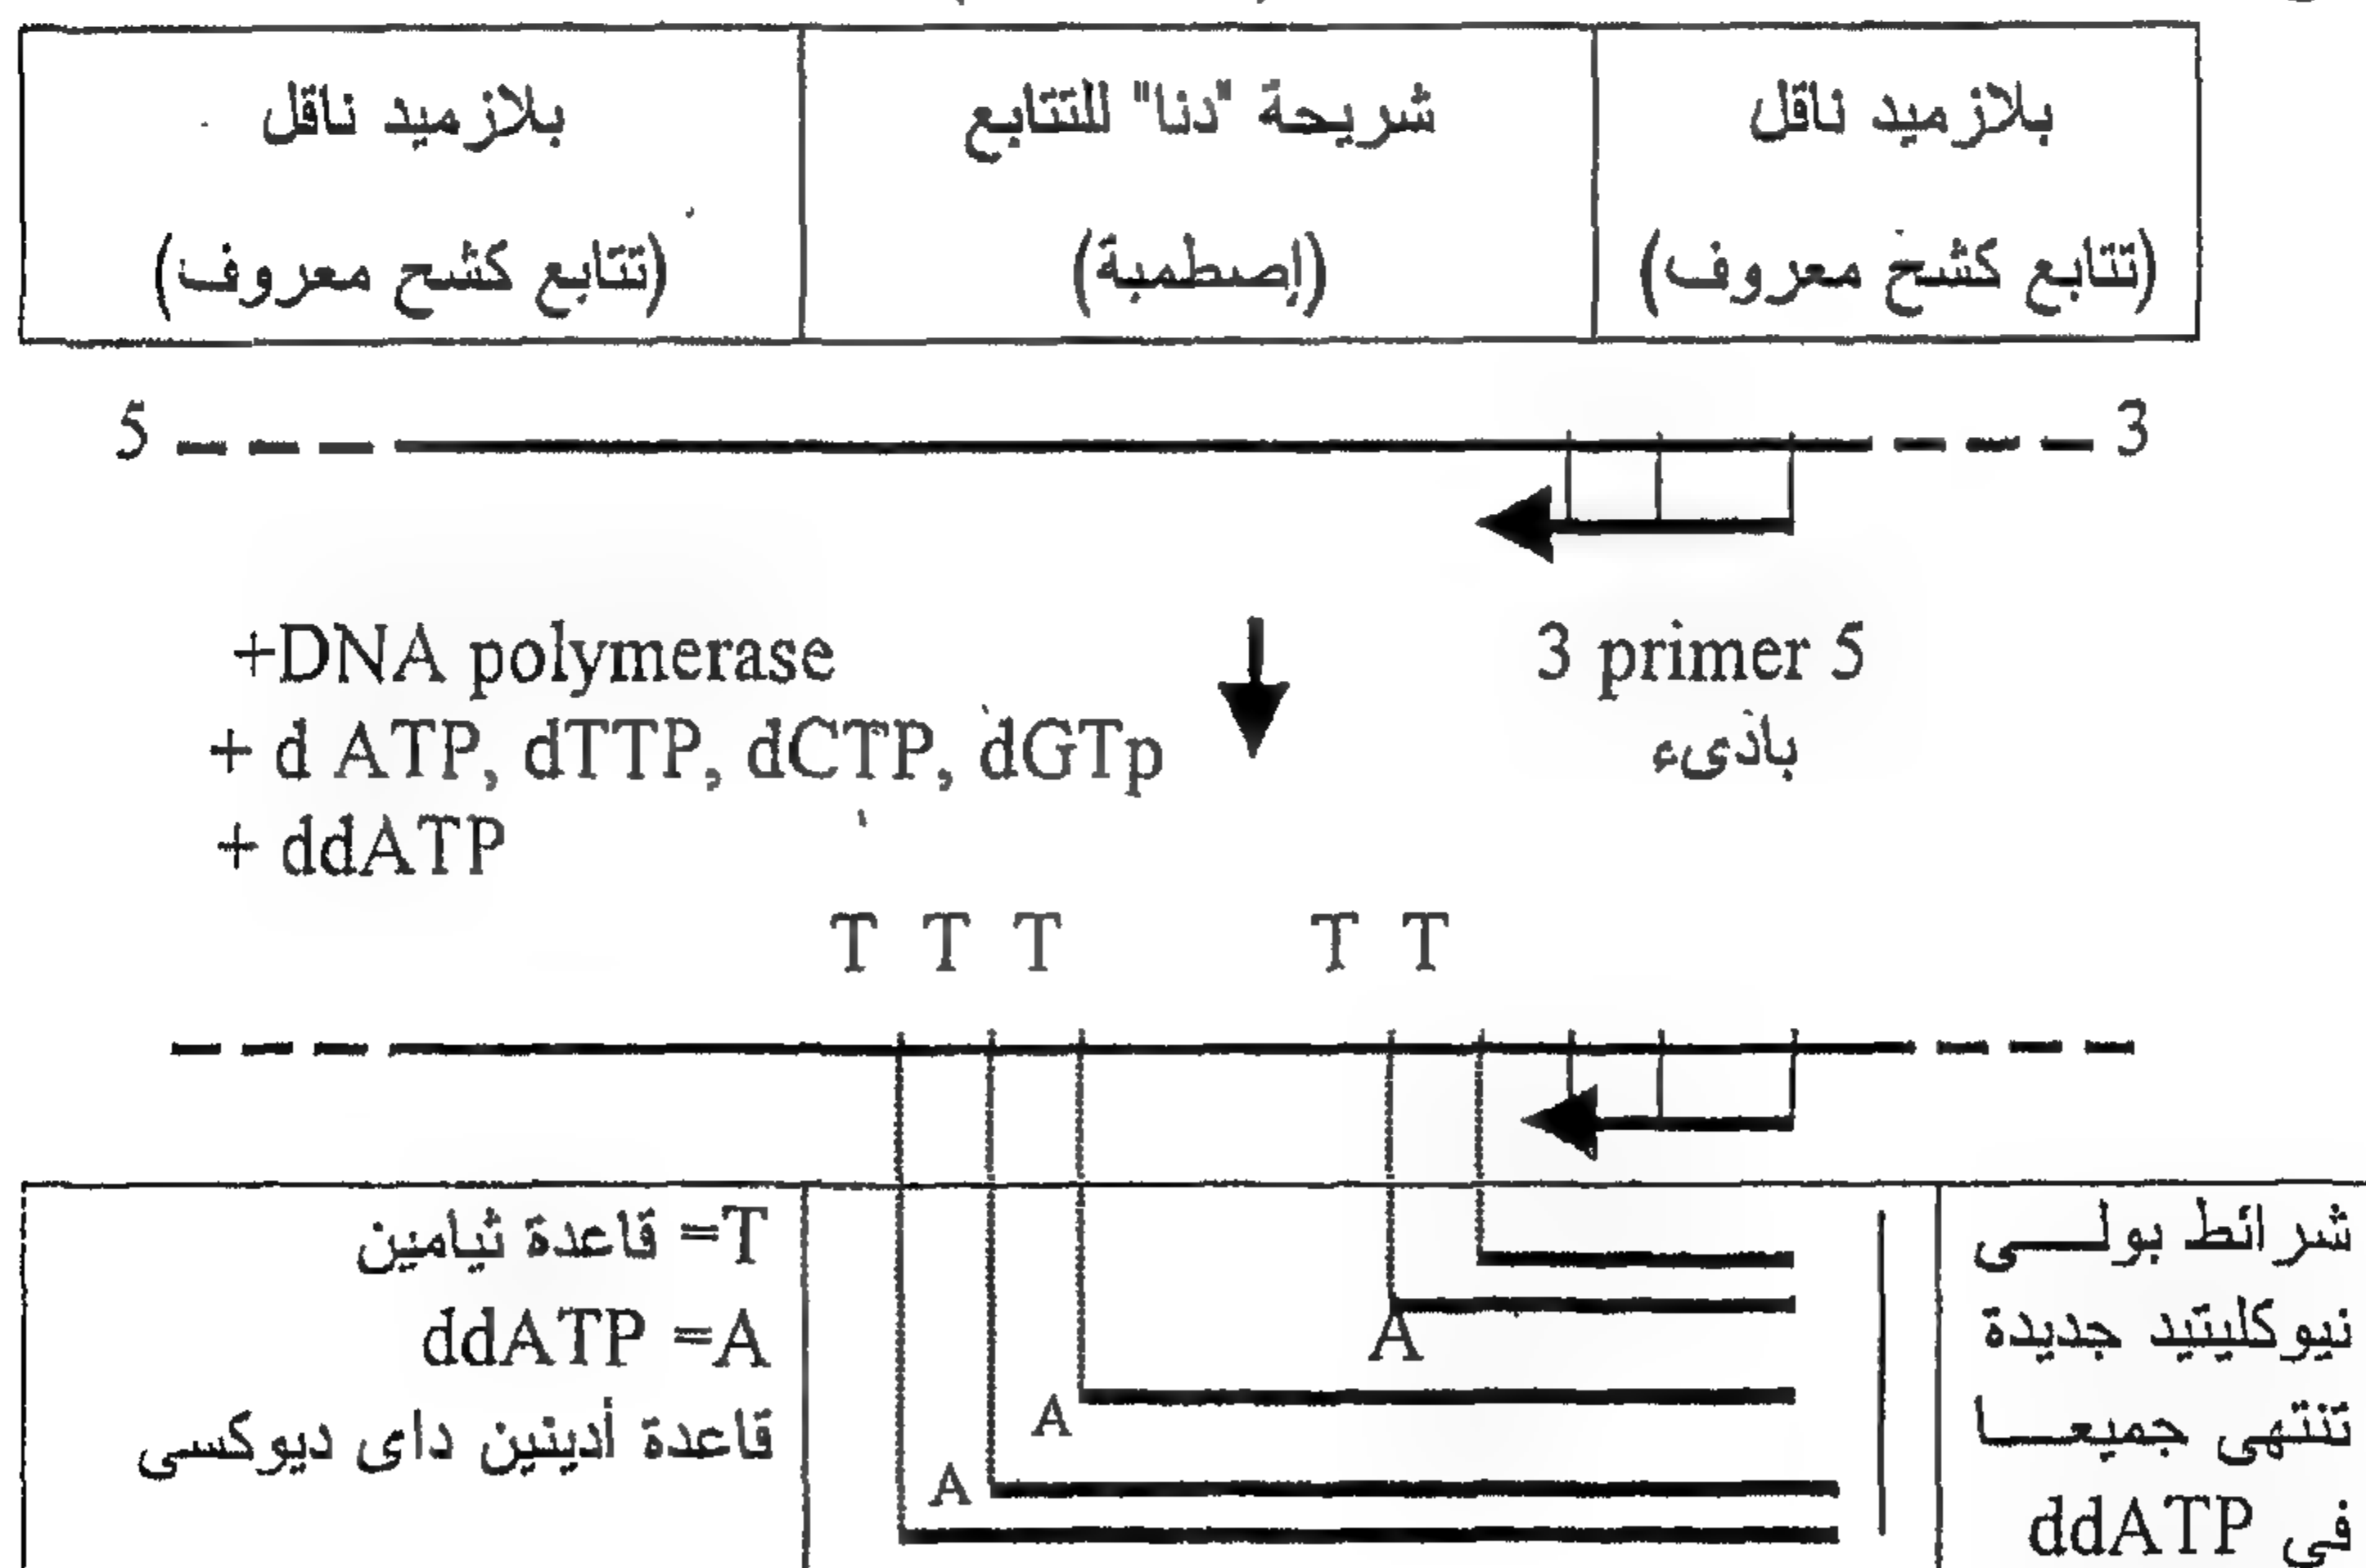 بلازميد ناقل
(تتابع كشح معروف)
شريحة "دنا" للتتابع
(إصطمبة)
بلازميد ناقل
(تتابع كشح معروف)
5 3
+DNA polymerase
+ d ATP, dTTP, dCTP, dGTp
+ ddATP
3 primer 5
بادىء
T T T T T
شرائط بولى
نيوكليتيد جديدة
تنتهى جميعا
فى ddATP
A
A
A
T= قاعدة ثيامين
ddATP =A
قاعدة أدينين داى ديوكسى